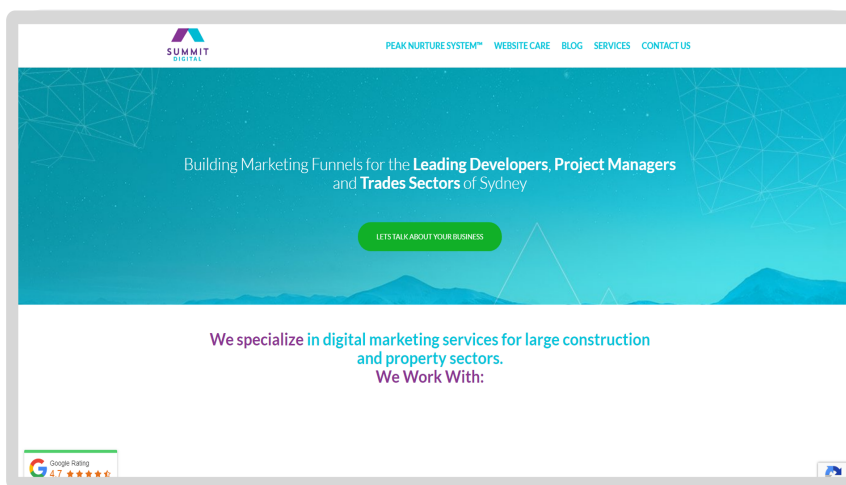 SUMMIT
DIGITAL
PEAK NURTURE SYSTEM™ WEBSITE CARE BLOG SERVICES CONTACT US
Building Marketing Funnels for the Leading Developers, Project Managers
and Trades Sectors of Sydney
LETS TALK ABOUT YOUR BUSINESS
We specialize in digital marketing services for large construction
and property sectors.
We Work With:
Google Rating
4.7